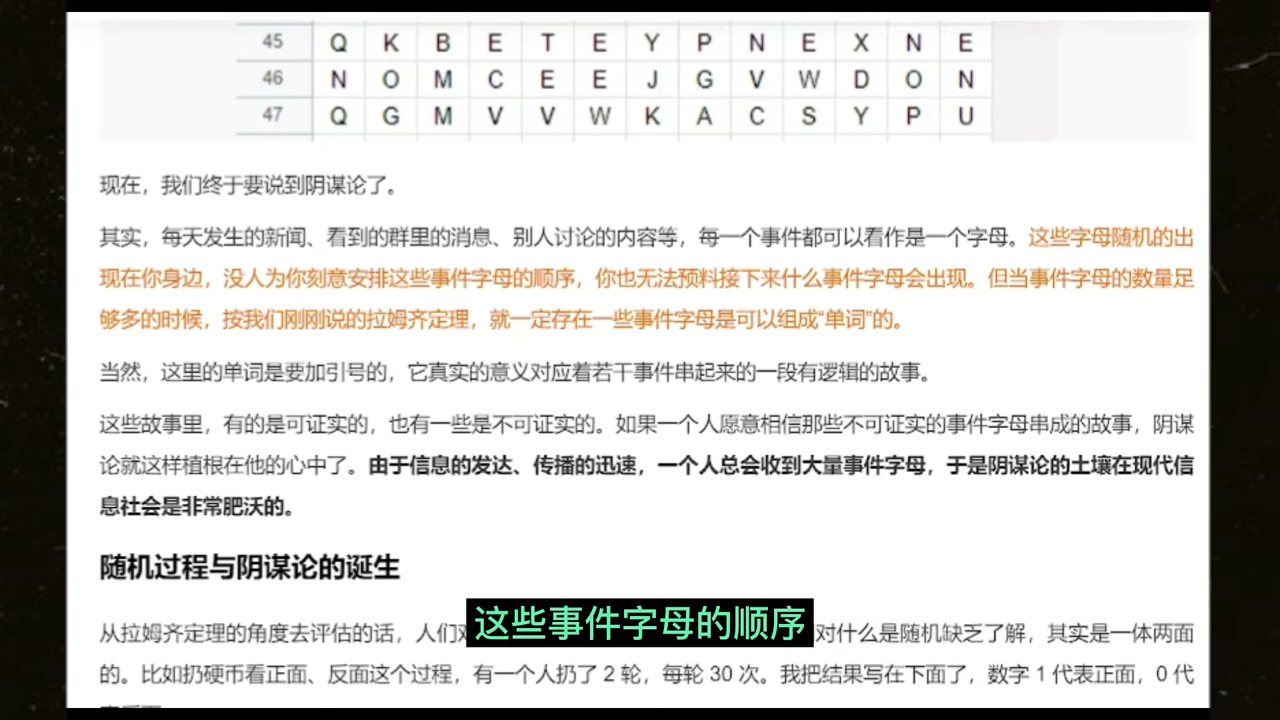 45 Q K B E T E Y P N E X N E
46 N O M C E E J G V W D O N
47 Q G M V V W K A C S Y P U
现在，我们终于要说到阴谋论了。
其实，每天发生的新闻、看到的群里的消息、别人讨论的内容等，每一个事件都可以看作是一个字母。这些字母随机的出
现在你身边，没人为你刻意安排这些事件字母的顺序，你也无法预料接下来什么事件字母会出现。但当事件字母的数量足
够多的时候，按我们刚刚说的拉姆齐定理，就一定存在一些事件字母是可以组成“单词”的。
当然，这里的单词是要加引号的，它真实的意义对应着若干事件串起来的一段有逻辑的故事。
这些故事里，有的是可证实的，也有一些是不可证实的。如果一个人愿意相信那些不可证实的事件字母串成的故事，阴谋
论就这样植根在他的心中了。由于信息的发达、传播的迅速，一个人总会收到大量事件字母，于是阴谋论的土壤在现代信
息社会是非常肥沃的。
随机过程与阴谋论的诞生
这些事件字母的顺序
从拉姆齐定理的角度去评估的话，人们 对什么是随机缺乏了解，其实是一体两面
的。比如扔硬币看正面、反面这个过程，有一个人扔了 2 轮，每轮 30 次。我把结果写在下面了，数字 1 代表正面，0 代